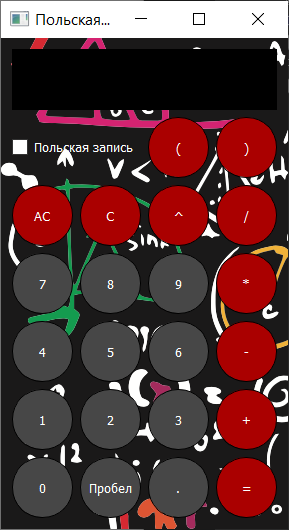 Польская...
Польская запись ( )
AC C ^ /
7 8 9 *
4 5 6 -
1 2 3 +
0 Пробел . =